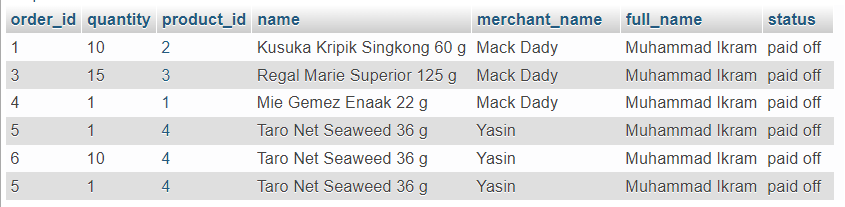 order_id quantity product_id name merchant_name full_name status
1 10 2 Kusuka Kripik Singkong 60 g Mack Dady Muhammad Ikram paid off
3 15 3 Regal Marie Superior 125 g Mack Dady Muhammad Ikram paid off
4 1 1 Mie Gemez Enaak 22 g Mack Dady Muhammad Ikram paid off
5 1 4 Taro Net Seaweed 36 g Yasin Muhammad Ikram paid off
6 10 4 Taro Net Seaweed 36 g Yasin Muhammad Ikram paid off
5 1 4 Taro Net Seaweed 36 g Yasin Muhammad Ikram paid off